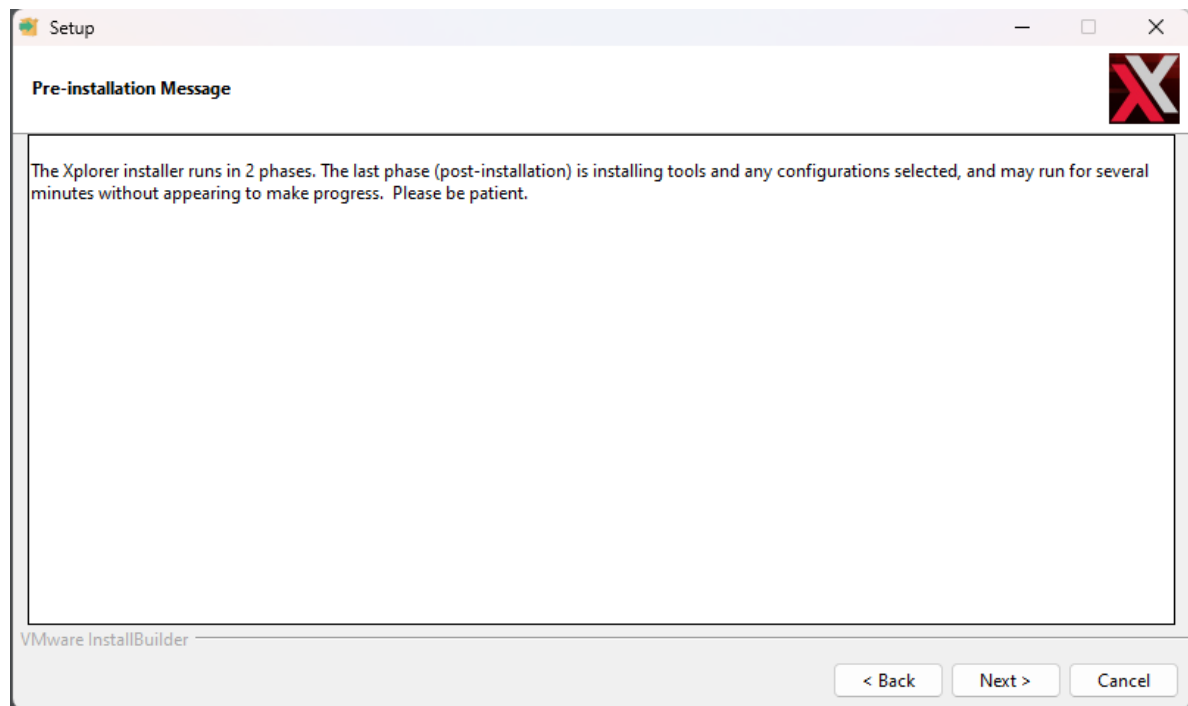 Setup
Pre-installation Message
The Xplorer installer runs in 2 phases. The last phase (post-installation) is installing tools and any configurations selected, and may run for several
minutes without appearing to make progress.  Please be patient.
VMware InstallBuilder
< Back Next > Cancel